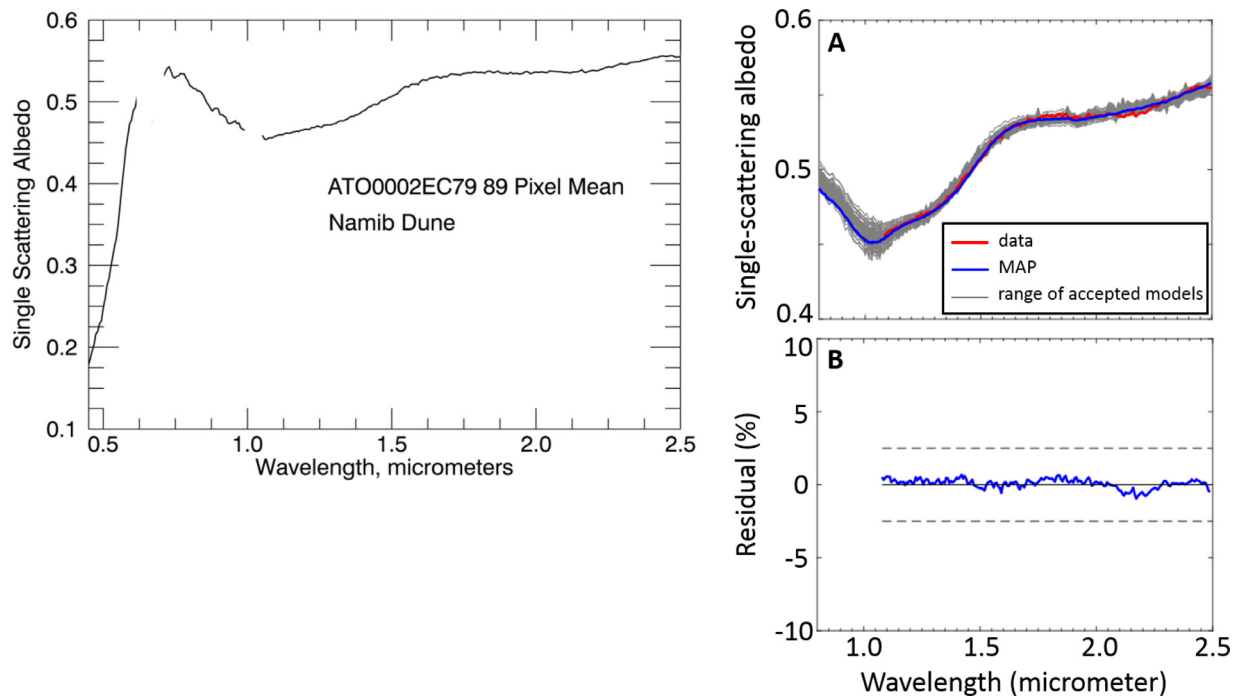 0.6
0.5
0.4
0.3
0.2
0.1
Single Scattering Albedo
ATO0002EC79 89 Pixel Mean
Namib Dune
0.5 1.0 1.5 2.0 2.5
Wavelength, micrometers
A
0.6
0.5
0.4
Single-scattering albedo
data
MAP
range of accepted models
B
10
5
0
-5
-10
Residual (%)
1.0 1.5 2.0 2.5
Wavelength (micrometer)